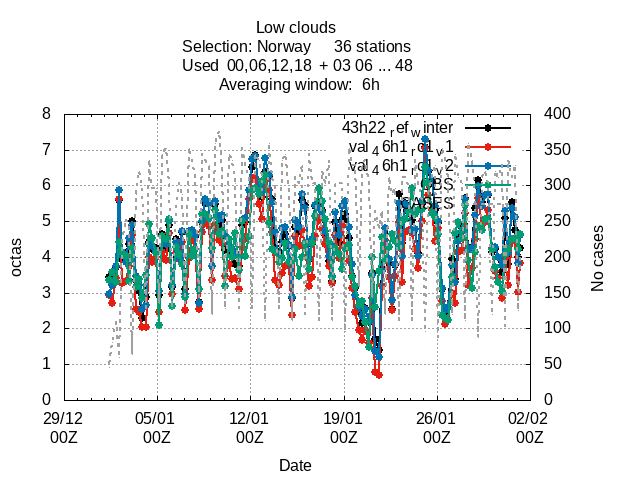 Low clouds
Selection: Norway 36 stations
Used 00,06,12,18 + 03 06 ... 48
Averaging window: 6h
8 400
7 350
6 300
5 250
4 200
3 150
2 100
1 50
0 0
octas
No cases
43h22_ref_winter
val_46h1_rc1_v1
val_46h1_rc1_v2
OBS
CASES
29/12 05/01 12/01 19/01 26/01 02/02
00Z 00Z 00Z 00Z 00Z 00Z
Date